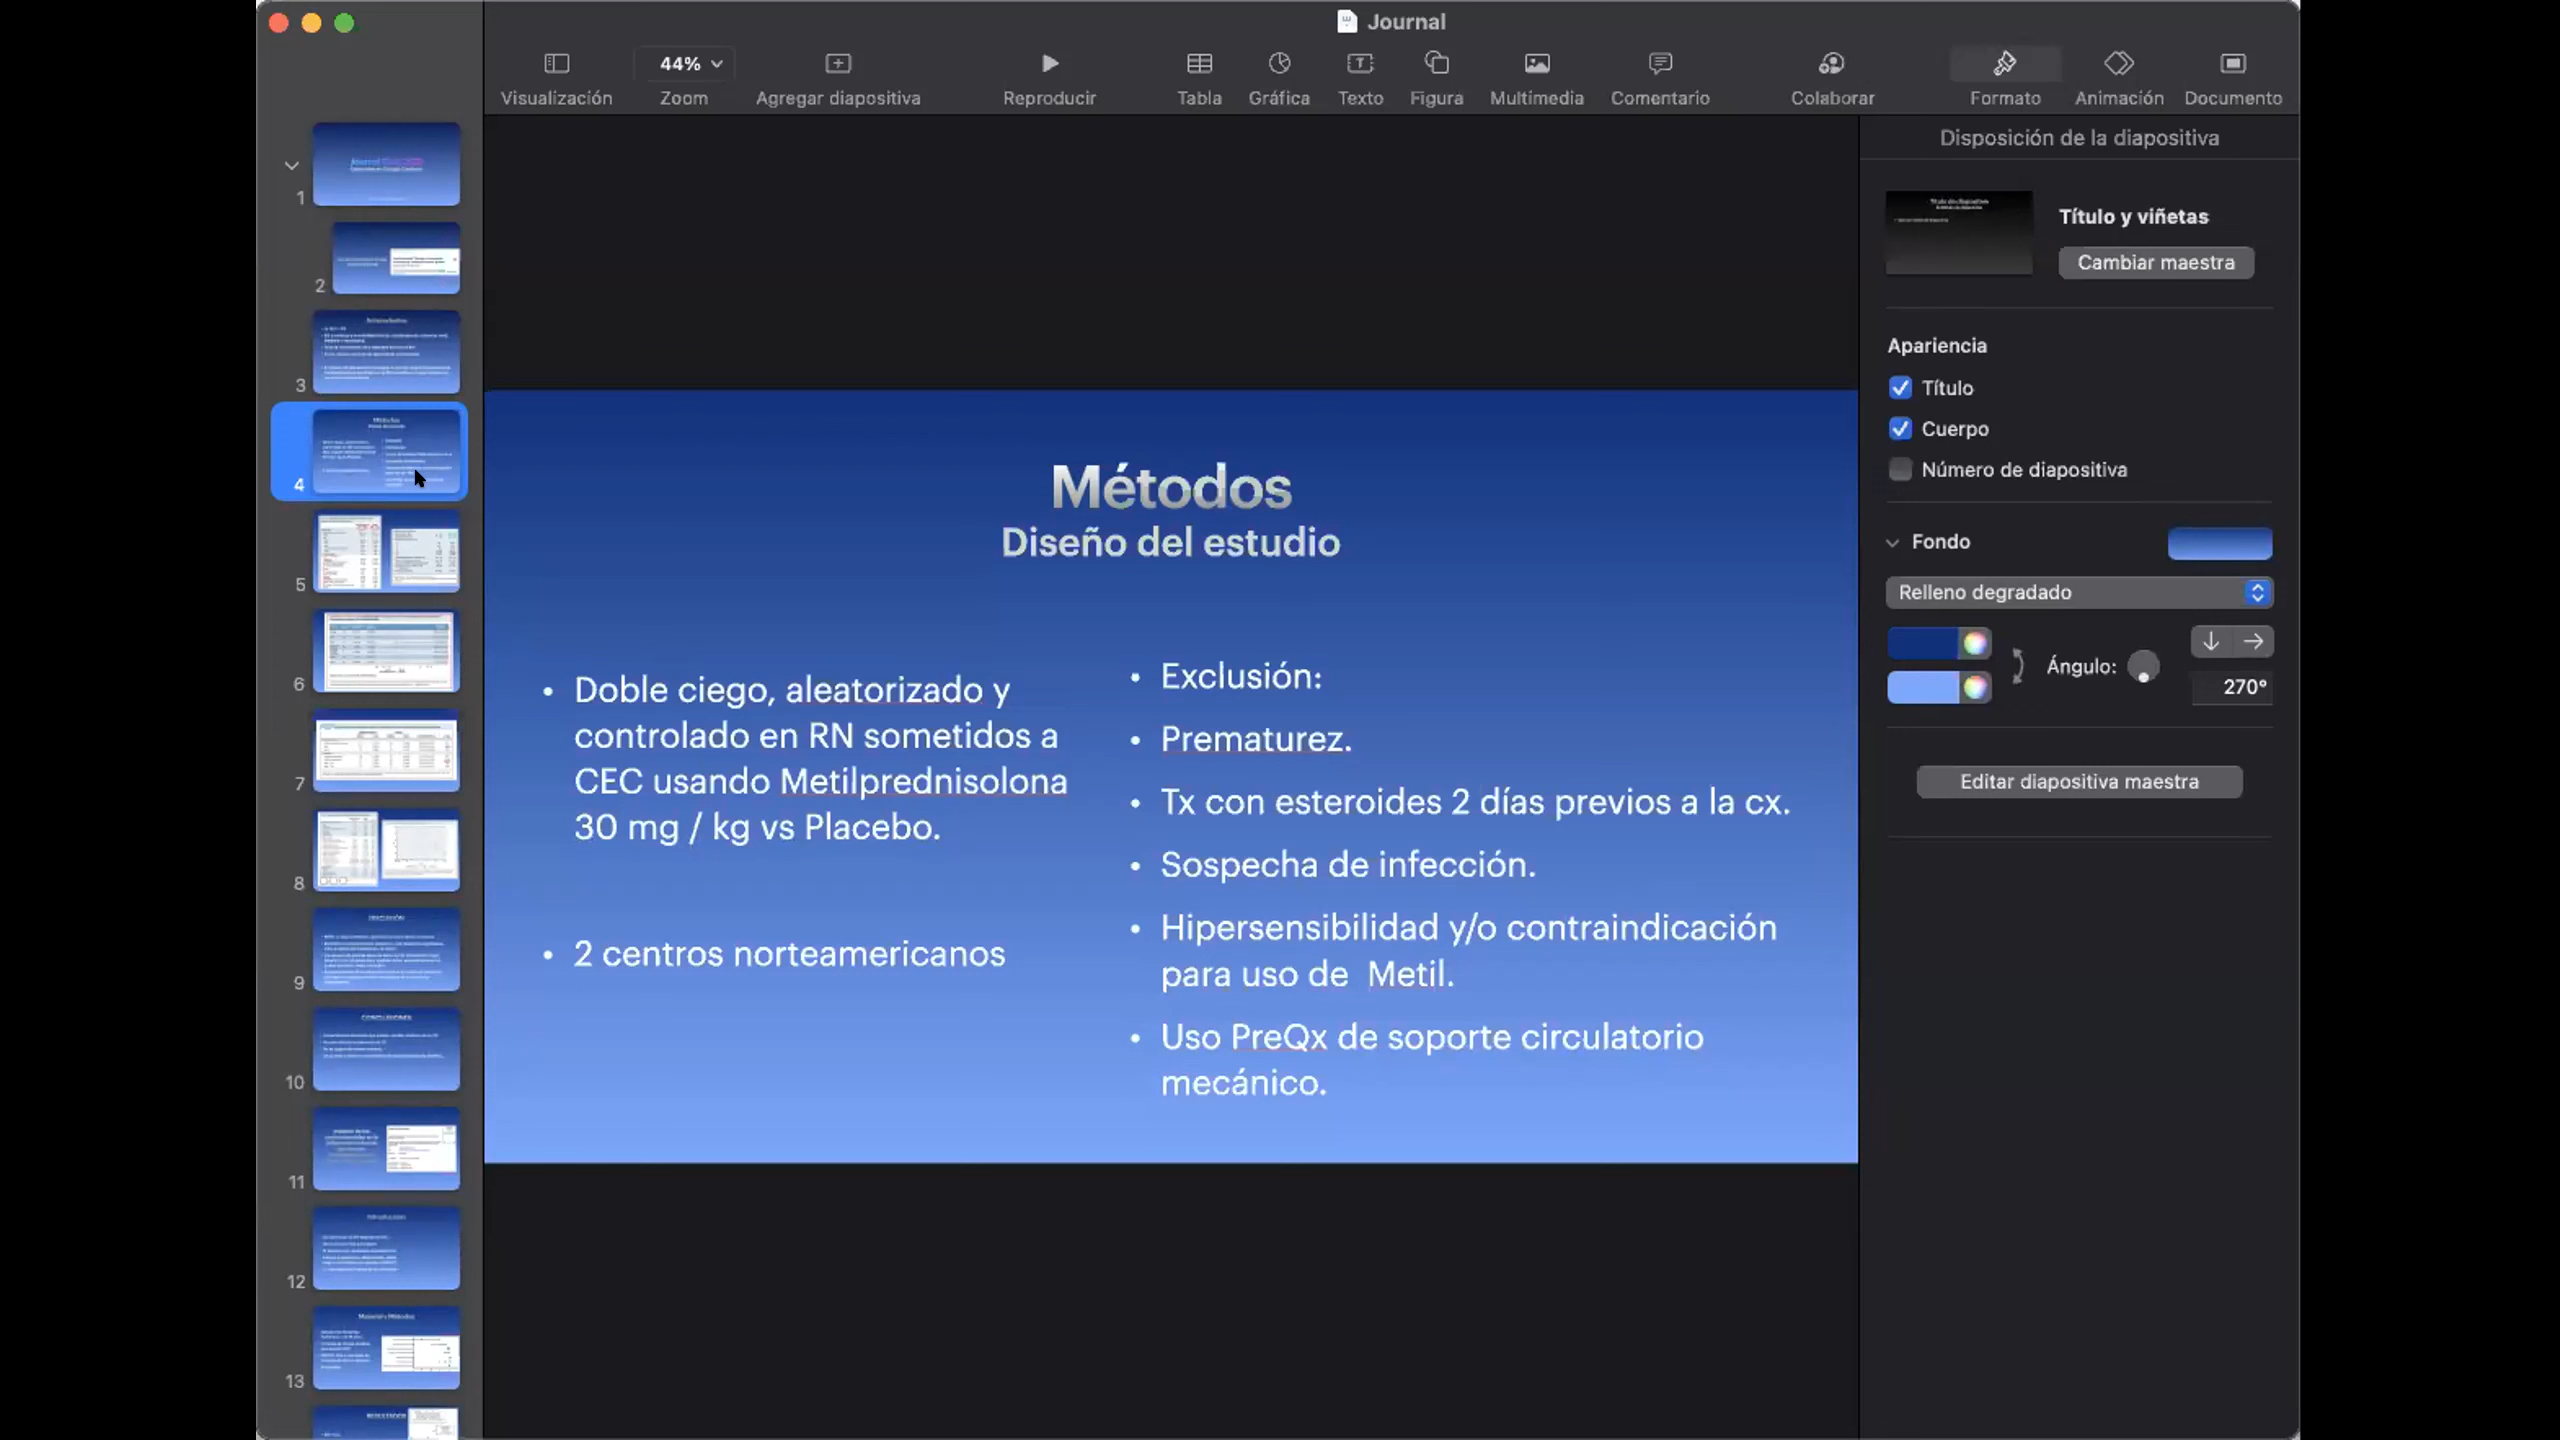 Journal
44%
Visualización
Zoom
Agregar diapositiva
Reproducir
Tabla
Gráfica
Texto
Figura
Multimedia
Comentario
Colaborar
Formato
Animación
Documento
1
2
3
4
5
6
7
8
9
10
11
12
13
Métodos
Diseño del estudio
• Doble ciego, aleatorizado y
controlado en RN sometidos a
CEC usando Metilprednisolona
30 mg / kg vs Placebo.
• 2 centros norteamericanos
• Exclusión:
• Prematurez.
• Tx con esteroides 2 días previos a la cx.
• Sospecha de infección.
• Hipersensibilidad y/o contraindicación
para uso de  Metil.
• Uso PreQx de soporte circulatorio
mecánico.
Disposición de la diapositiva
Título y viñetas
Cambiar maestra
Apariencia
Título
Cuerpo
Número de diapositiva
Fondo
Relleno degradado
Ángulo:
270°
Editar diapositiva maestra